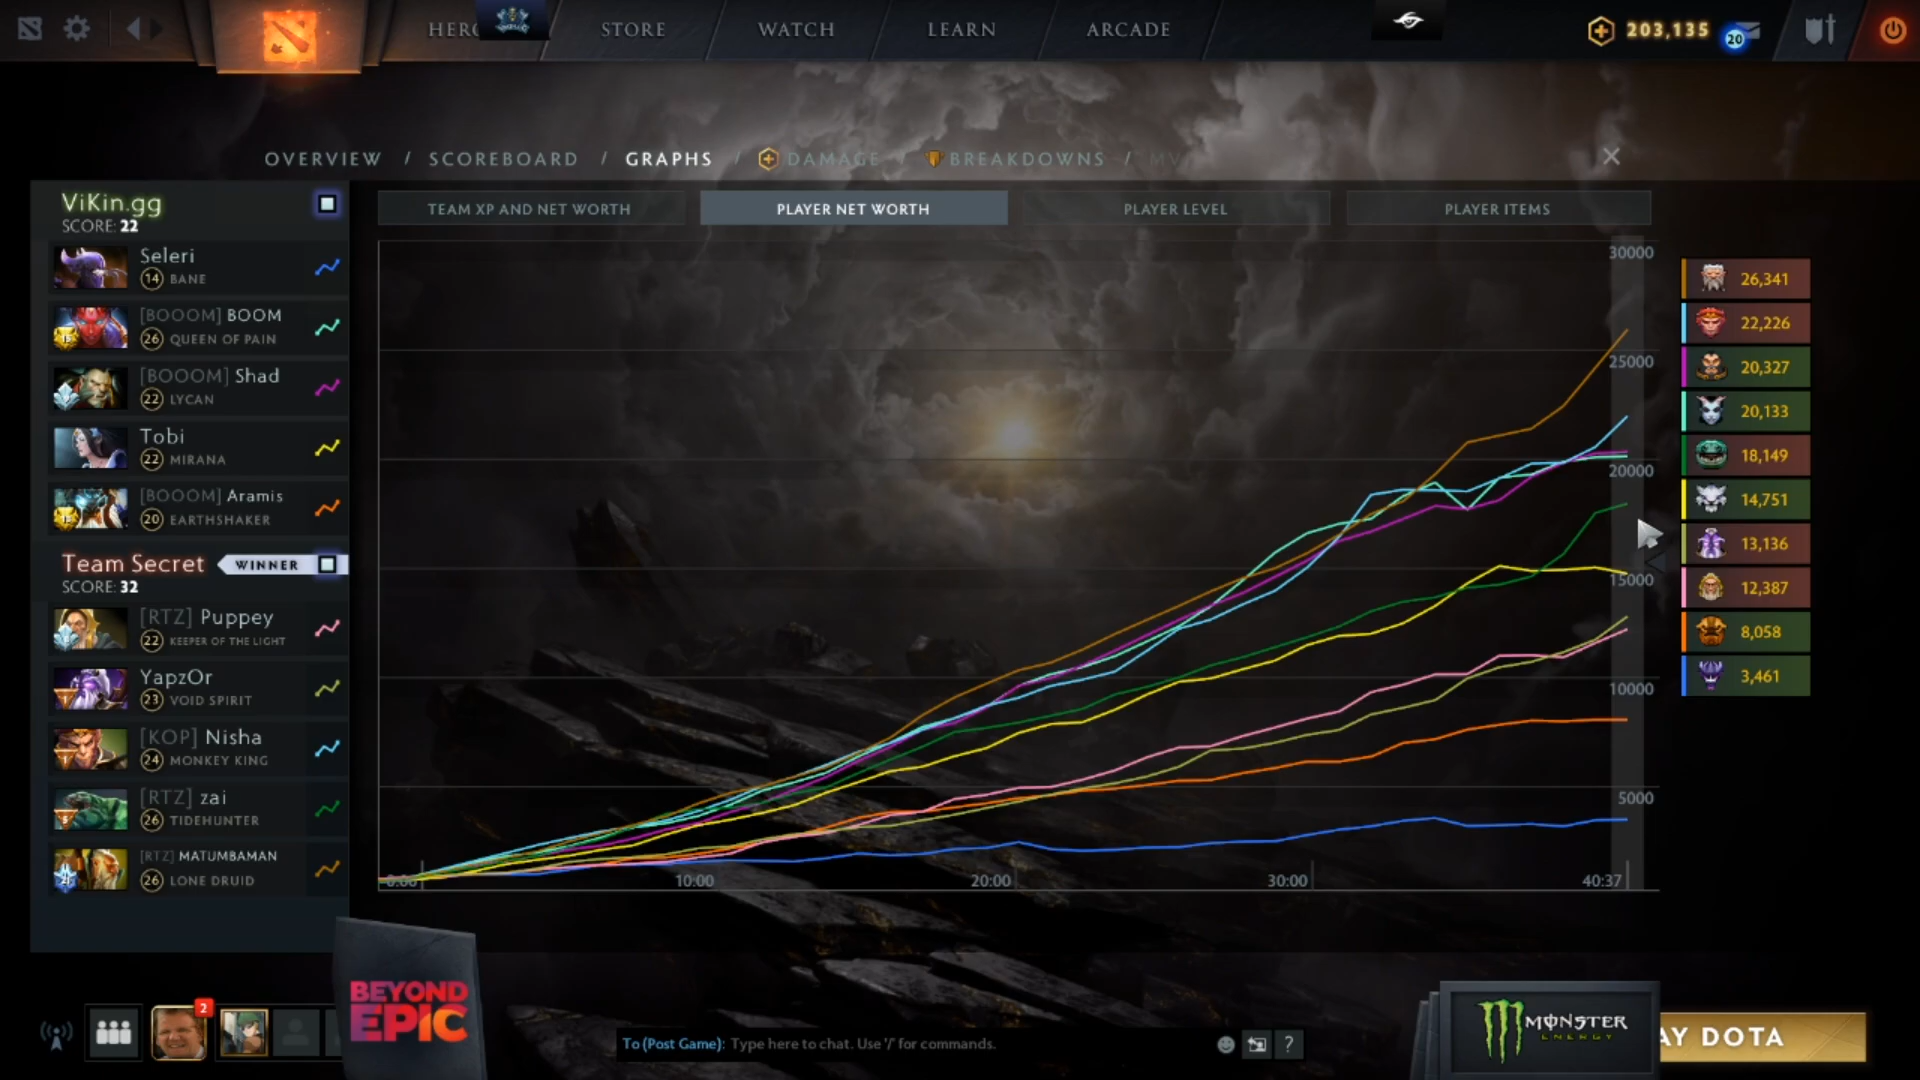 STORE
WATCH
LEARN
ARCADE
203,135
20
OVERVIEW / SCOREBOARD / GRAPHS / DAMAGE / BREAKDOWNS /
TEAM XP AND NET WORTH
PLAYER NET WORTH
PLAYER LEVEL
PLAYER ITEMS
ViKin.gg
SCORE: 22
Seleri
14 BANE
[BOOOM] BOOM
26 QUEEN OF PAIN
[BOOOM] Shad
22 LYCAN
Tobi
22 MIRANA
[BOOOM] Aramis
20 EARTHSHAKER
Team Secret
WINNER
SCORE: 32
[RTZ] Puppey
22 KEEPER OF THE LIGHT
YapzOr
23 VOID SPIRIT
[KOP] Nisha
24 MONKEY KING
[RTZ] zai
26 TIDEHUNTER
[RTZ] MATUMBAMAN
26 LONE DRUID
30000
25000
20000
15000
10000
5000
0:00
10:00
20:00
30:00
40:37
26,341
22,226
20,327
20,133
18,149
14,751
13,136
12,387
8,058
3,461
2
BEYOND
EPIC
To (Post Game): Type here to chat. Use '/' for commands.
?
MONSTER
ENERGY
AY DOTA